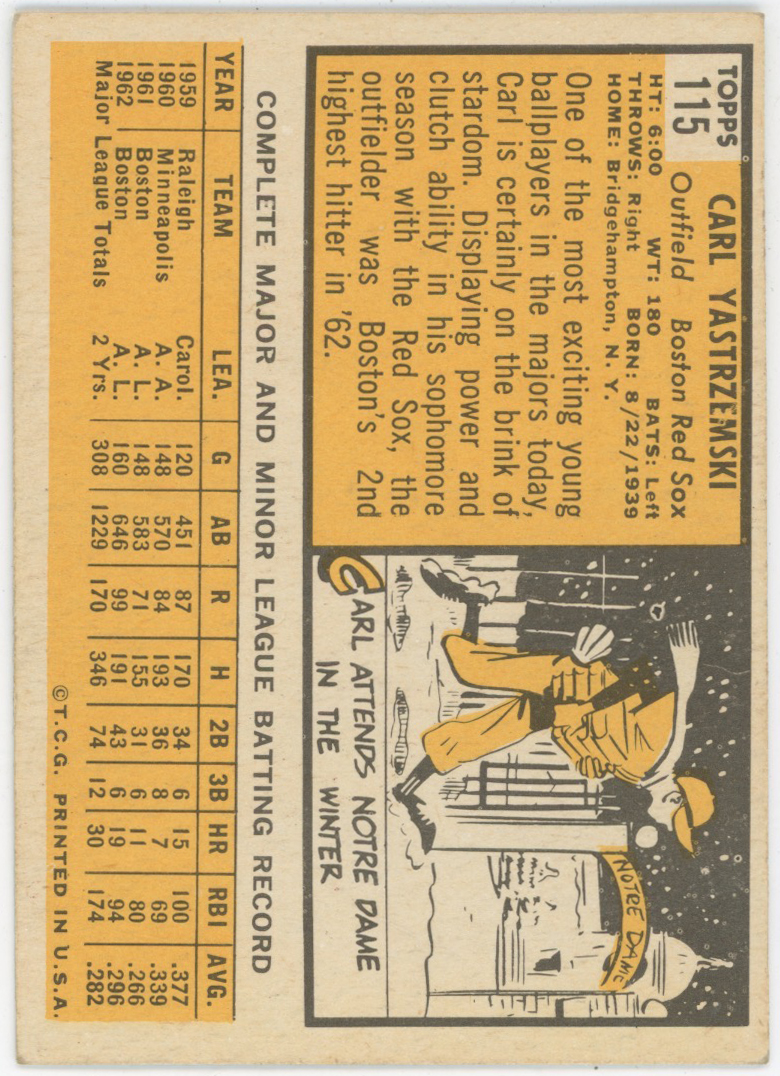 TOPPS
115
CARL YASTRZEMSKI
Outfield Boston Red Sox
HT: 6:00 WT: 180 BATS: Left
THROWS: Right BORN: 8/22/1939
HOME: Bridgehampton, N. Y.
One of the most exciting young
ballplayers in the majors today,
Carl is certainly on the brink of
stardom. Displaying power and
clutch ability in his sophomore
season with the Red Sox, the
outfielder was Boston's 2nd
highest hitter in '62.
NOTRE DAME
CARL ATTENDS NOTRE DAME
IN THE WINTER
COMPLETE MAJOR AND MINOR LEAGUE BATTING RECORD
YEAR TEAM LEA. G AB R H 2B 3B HR RBI AVG.
1959 Raleigh Carol. 120 451 87 170 34 6 15 100 .377
1960 Minneapolis A. A. 148 570 84 193 36 8 7 69 .339
1961 Boston A. L. 148 583 71 155 31 6 11 80 .266
1962 Boston A. L. 160 646 99 191 43 6 19 94 .296
Major League Totals 2 Yrs. 308 1229 170 346 74 12 30 174 .282
©T.C.G. PRINTED IN U.S.A.